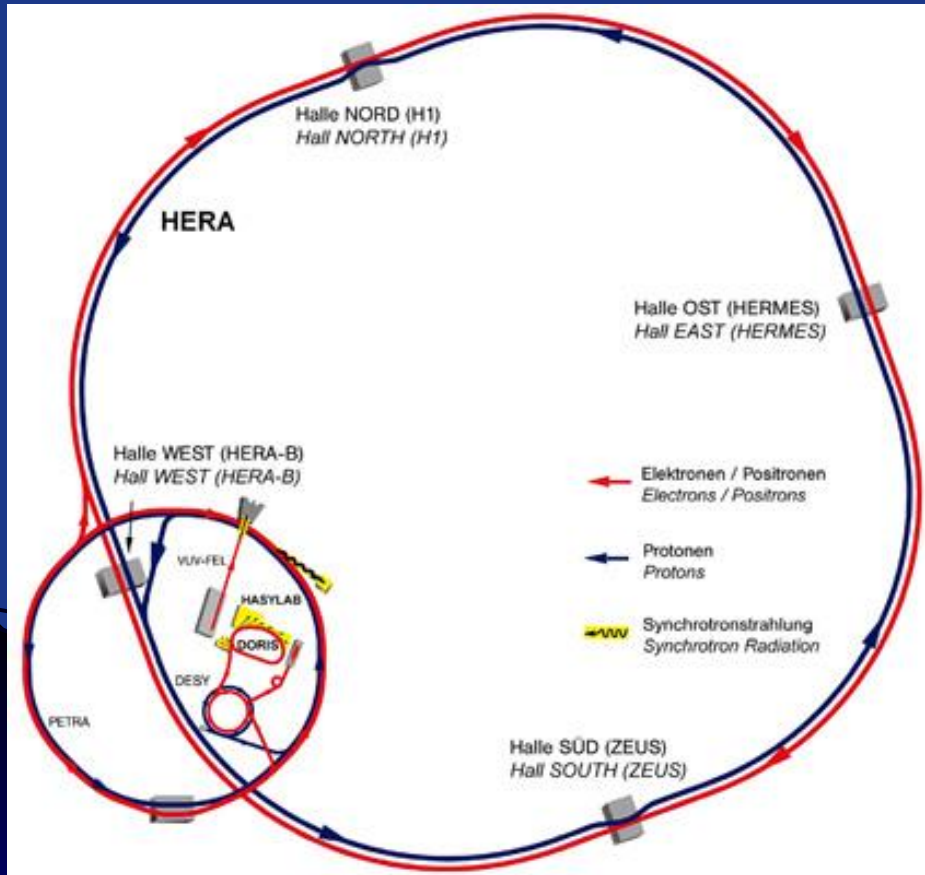 Halle NORD (H1)
Hall NORTH (H1)
HERA
Halle OST (HERMES)
Hall EAST (HERMES)
Halle WEST (HERA-B)
Hall WEST (HERA-B)
Elektronen / Positronen
Electrons / Positrons
VUV-FEL
Protonen
Protons
HASYLAB
Synchrotronstrahlung
Synchrotron Radiation
DORIS
DESY
PETRA
Halle SÜD (ZEUS)
Hall SOUTH (ZEUS)